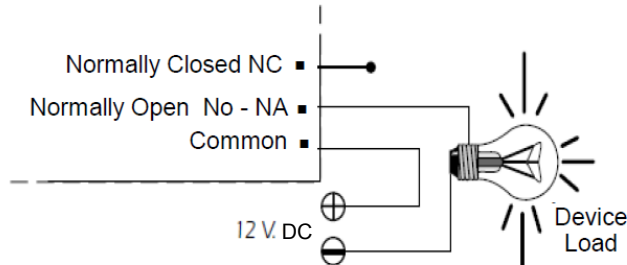 Normally Closed NC
Normally Open No - NA
Common
12 V. DC
Device
Load